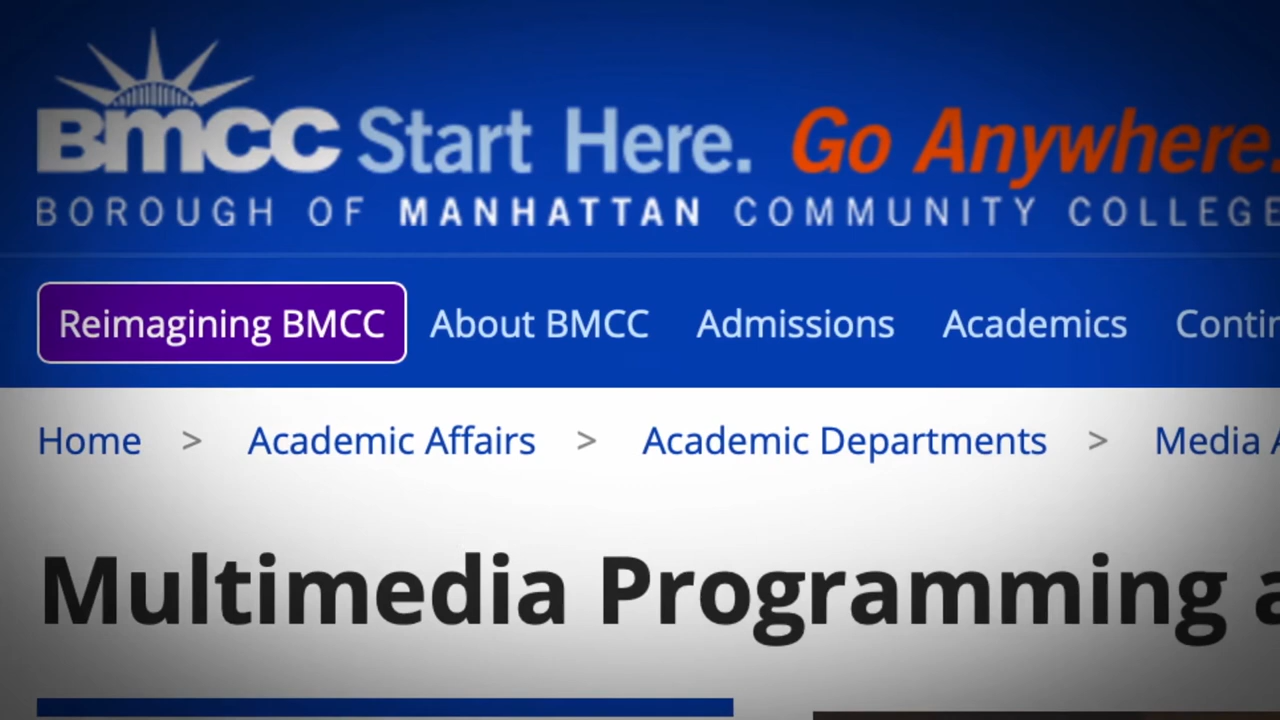 BMCC Start Here. Go Anywhere.
BOROUGH OF MANHATTAN COMMUNITY COLLEGE
Reimagining BMCC About BMCC Admissions Academics
Home > Academic Affairs > Academic Departments > Media
Multimedia Programming